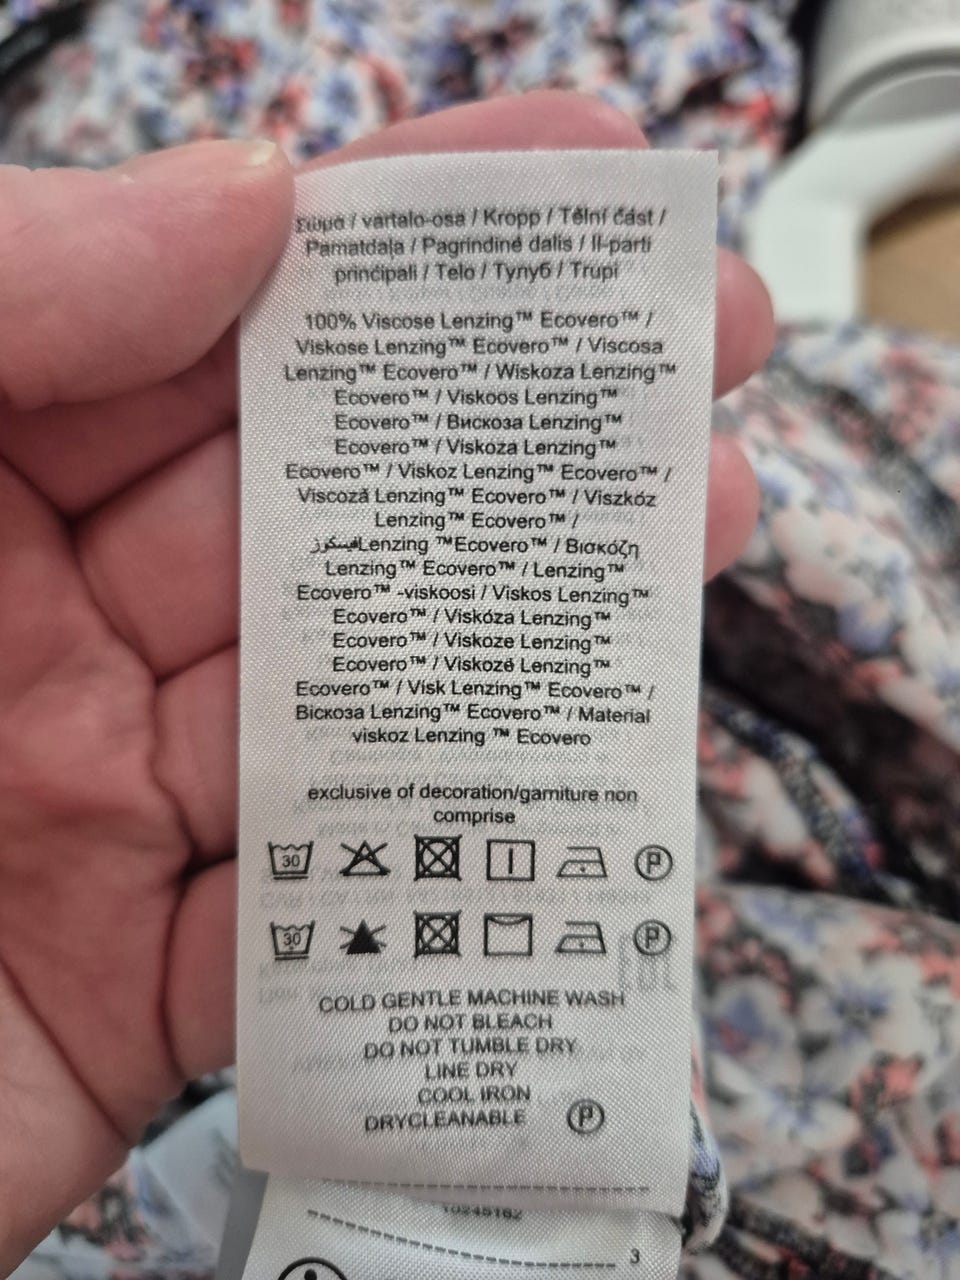 Σώμα / vartalo-osa / Kropp / Tělní část /
Pamatdaļa / Pagrindinė dalis / Il-parti
prinċipali / Telo / Тулуб / Trupi
100% Viscose Lenzing™ Ecovero™ /
Viskose Lenzing™ Ecovero™ / Viscosa
Lenzing™ Ecovero™ / Wiskoza Lenzing™
Ecovero™ / Viskoos Lenzing™
Ecovero™ / Вискоза Lenzing™
Ecovero™ / Viskoza Lenzing™
Ecovero™ / Viskoz Lenzing™ Ecovero™ /
Viscoză Lenzing™ Ecovero™ / Viszkóz
Lenzing™ Ecovero™ /
فيسكوزLenzing ™Ecovero™ / Βισκόζη
Lenzing™ Ecovero™ / Lenzing™
Ecovero™ -viskoosi / Viskos Lenzing™
Ecovero™ / Viskóza Lenzing™
Ecovero™ / Viskoze Lenzing™
Ecovero™ / Viskozė Lenzing™
Ecovero™ / Visk Lenzing™ Ecovero™ /
Віскоза Lenzing™ Ecovero™ / Material
viskoz Lenzing ™ Ecovero
exclusive of decoration/garniture non
comprise
30 P
30 P
COLD GENTLE MACHINE WASH
DO NOT BLEACH
DO NOT TUMBLE DRY
LINE DRY
COOL IRON
DRYCLEANABLE P
3